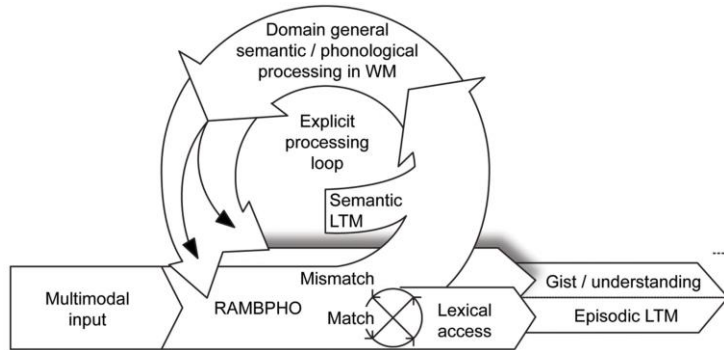 Domain general
semantic / phonological
processing in WM
Explicit
processing
loop
Semantic
LTM
Mismatch
Gist / understanding
Multimodal
input
RAMBPHO
Match
Lexical
access
Episodic LTM